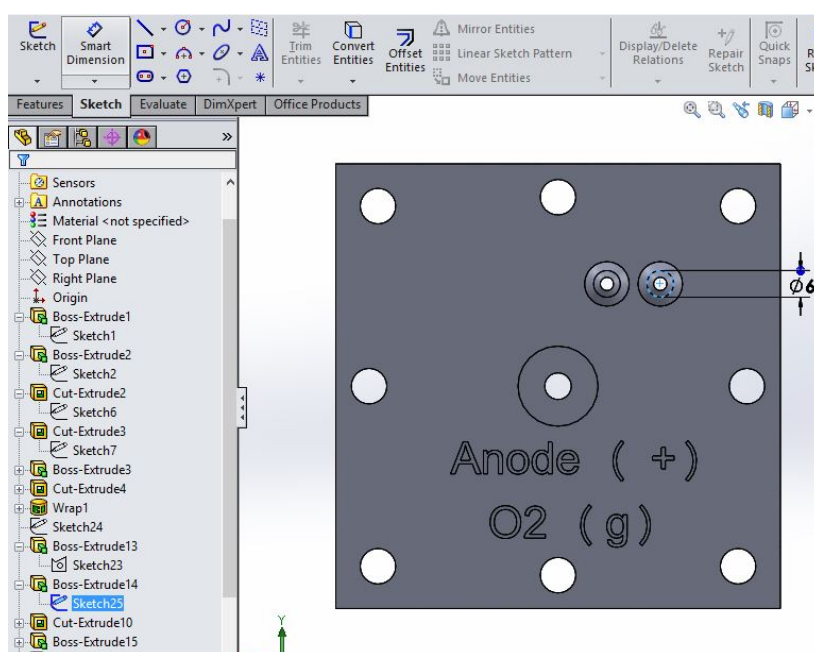 Sketch
Smart Dimension
Trim Entities
Convert Entities
Offset Entities
Mirror Entities
Linear Sketch Pattern
Move Entities
Display/Delete Relations
Repair Sketch
Quick Snaps
Features Sketch Evaluate DimXpert Office Products
Sensors
Annotations
Material <not specified>
Front Plane
Top Plane
Right Plane
Origin
Boss-Extrude1
Sketch1
Boss-Extrude2
Sketch2
Cut-Extrude2
Sketch6
Cut-Extrude3
Sketch7
Boss-Extrude3
Cut-Extrude4
Wrap1
Sketch24
Boss-Extrude13
Sketch23
Boss-Extrude14
Sketch25
Cut-Extrude10
Boss-Extrude15
Ø6
Anode ( +)
O2 (g)
Y